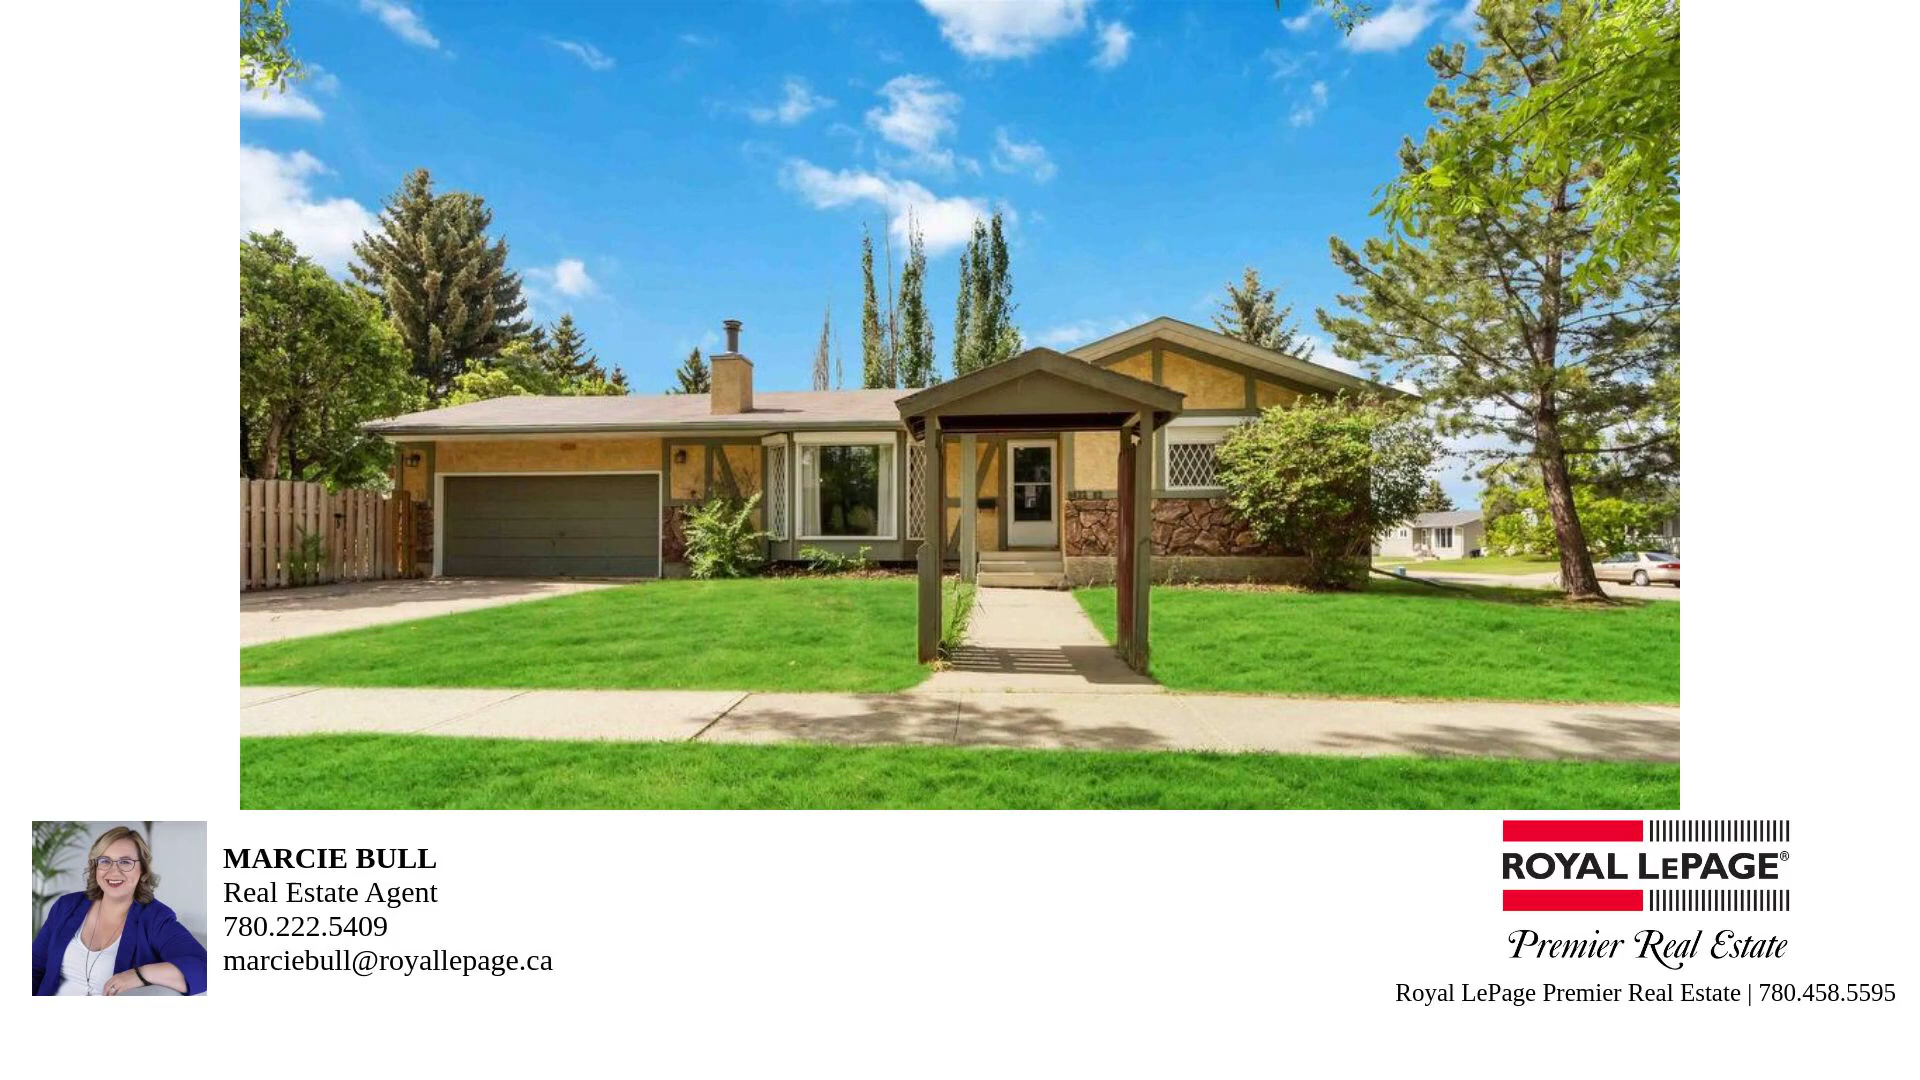 MARCIE BULL
Real Estate Agent
780.222.5409
marciebull@royallepage.ca
ROYAL LEPAGE®
Premier Real Estate
Royal LePage Premier Real Estate | 780.458.5595